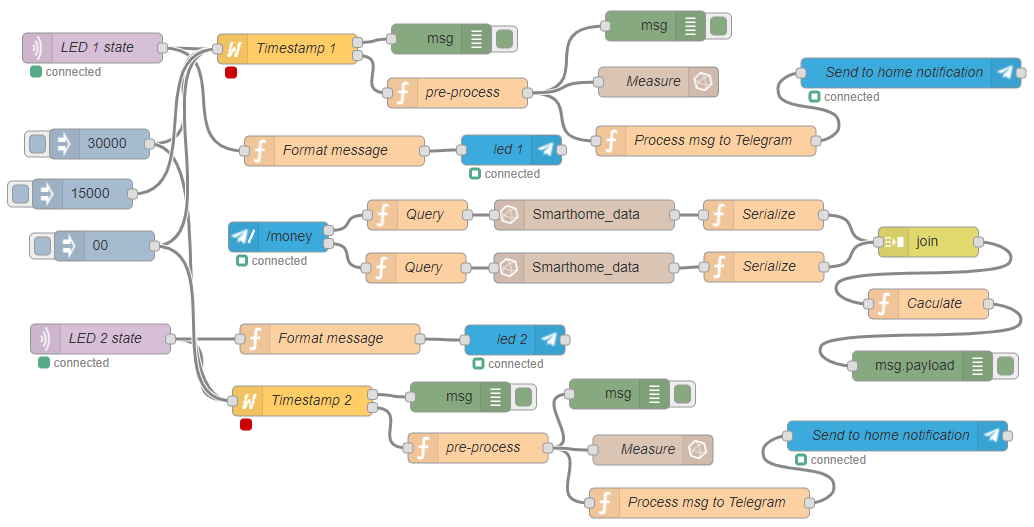 msg
msg
LED 1 state
Timestamp 1
connected
Send to home notification
Measure
pre-process
connected
30000
Format message
led 1
Process msg to Telegram
connected
15000
Query
Smarthome_data
Serialize
/money
join
00
connected
Query
Smarthome_data
Serialize
Caculate
LED 2 state
Format message
led 2
connected
connected
msg.payload
msg
msg
Timestamp 2
Send to home notification
pre-process
Measure
connected
Process msg to Telegram